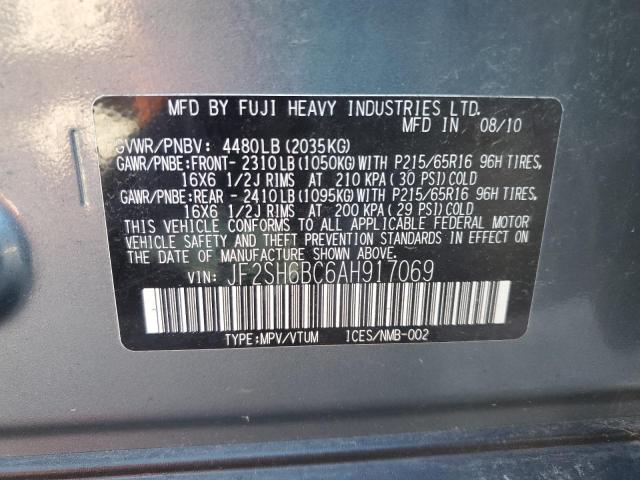 MFD BY FUJI HEAVY INDUSTRIES LTD.
MFD IN 08/10
GVWR/PNBV: 4480LB (2035KG)
GAWR/PNBE:FRONT- 2310LB(1050KG)WITH P215/65R16 96H TIRES,
16X6 1/2J RIMS AT 210 KPA (30 PSI)COLD
GAWR/PNBE:REAR - 2410LB(1095KG)WITH P215/65R16 96H TIRES,
16X6 1/2J RIMS AT 200 KPA (29 PSI)COLD
THIS VEHICLE CONFORMS TO ALL APPLICABLE FEDERAL MOTOR
VEHICLE SAFETY AND THEFT PREVENTION STANDARDS IN EFFECT ON
THE DATE OF MANUFACTURE SHOWN ABOVE.
VIN: JF2SH6BC6AH917069
TYPE:MPV/VTUM ICES/NMB-002